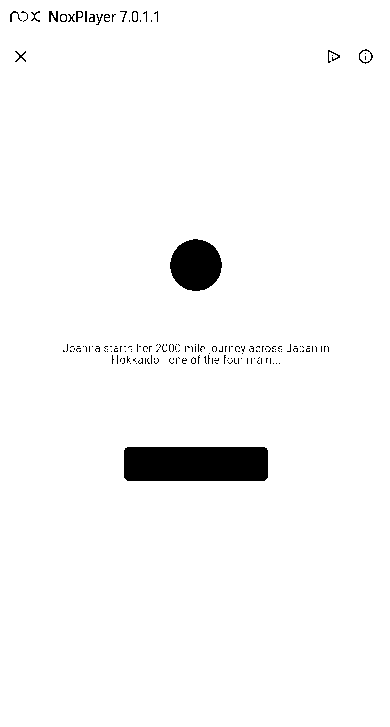 NOX NoxPlayer 7.0.1.1
Joanna starts her 2000 mile journey across Japan in
Hokkaido - one of the four main...